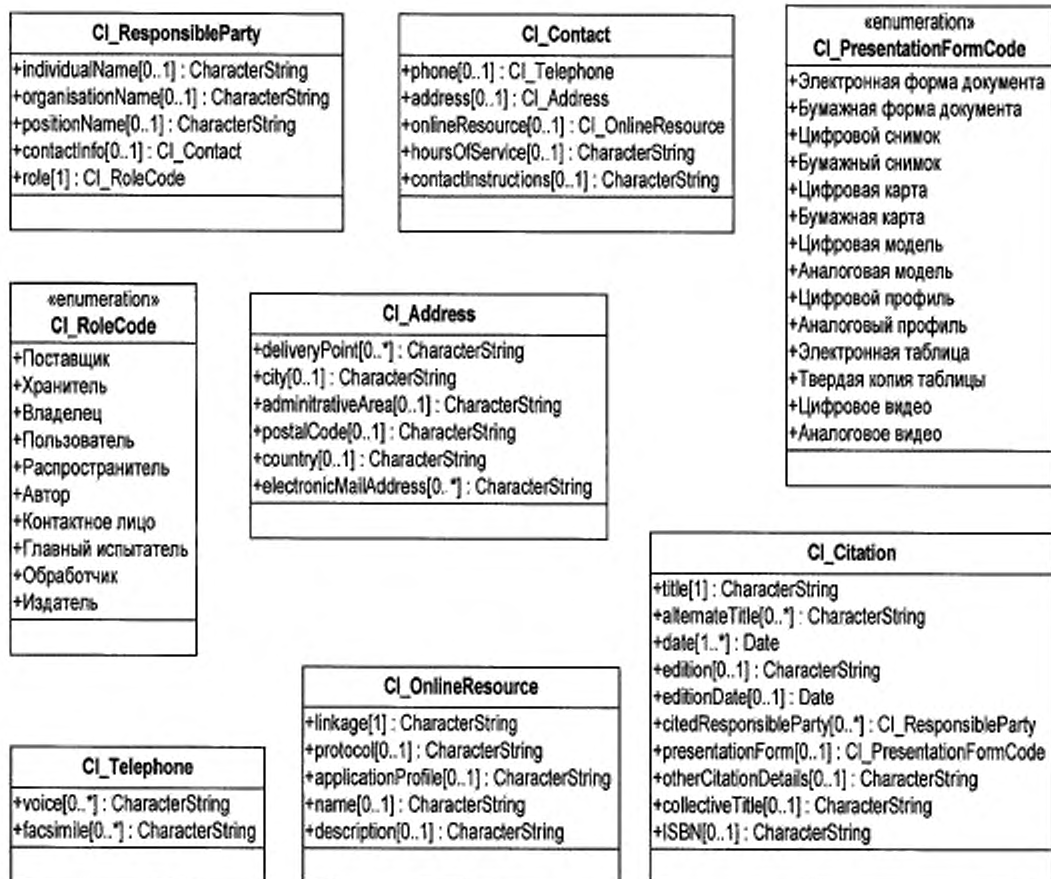 CI_ResponsibleParty
+individualName[0..1] : CharacterString
+organisationName[0..1] : CharacterString
+positionName[0..1] : CharacterString
+contactInfo[0..1] : CI_Contact
+role[1] : CI_RoleCode
CI_Contact
+phone[0..1] : CI_Telephone
+address[0..1] : CI_Address
+onlineResource[0..1] : CI_OnlineResource
+hoursOfService[0..1] : CharacterString
+contactInstructions[0..1] : CharacterString
«enumeration»
CI_PresentationFormCode
+Электронная форма документа
+Бумажная форма документа
+Цифровой снимок
+Бумажный снимок
+Цифровая карта
+Бумажная карта
+Цифровая модель
+Аналоговая модель
+Цифровой профиль
+Аналоговый профиль
+Электронная таблица
+Твердая копия таблицы
+Цифровое видео
+Аналоговое видео
«enumeration»
CI_RoleCode
+Поставщик
+Хранитель
+Владелец
+Пользователь
+Распространитель
+Автор
+Контактное лицо
+Главный испытатель
+Обработчик
+Издатель
CI_Address
+deliveryPoint[0..*] : CharacterString
+city[0..1] : CharacterString
+adminitrativeArea[0..1] : CharacterString
+postalCode[0..1] : CharacterString
+country[0..1] : CharacterString
+electronicMailAddress[0..*] : CharacterString
CI_Citation
+title[1] : CharacterString
+alternateTitle[0..*] : CharacterString
+date[1..*] : Date
+edition[0..1] : CharacterString
+editionDate[0..1] : Date
+citedResponsibleParty[0..*] : CI_ResponsibleParty
+presentationForm[0..1] : CI_PresentationFormCode
+otherCitationDetails[0..1] : CharacterString
+collectiveTitle[0..1] : CharacterString
+ISBN[0..1] : CharacterString
CI_OnlineResource
+linkage[1] : CharacterString
+protocol[0..1] : CharacterString
+applicationProfile[0..1] : CharacterString
+name[0..1] : CharacterString
+description[0..1] : CharacterString
CI_Telephone
+voice[0..*] : CharacterString
+facsimile[0..*] : CharacterString